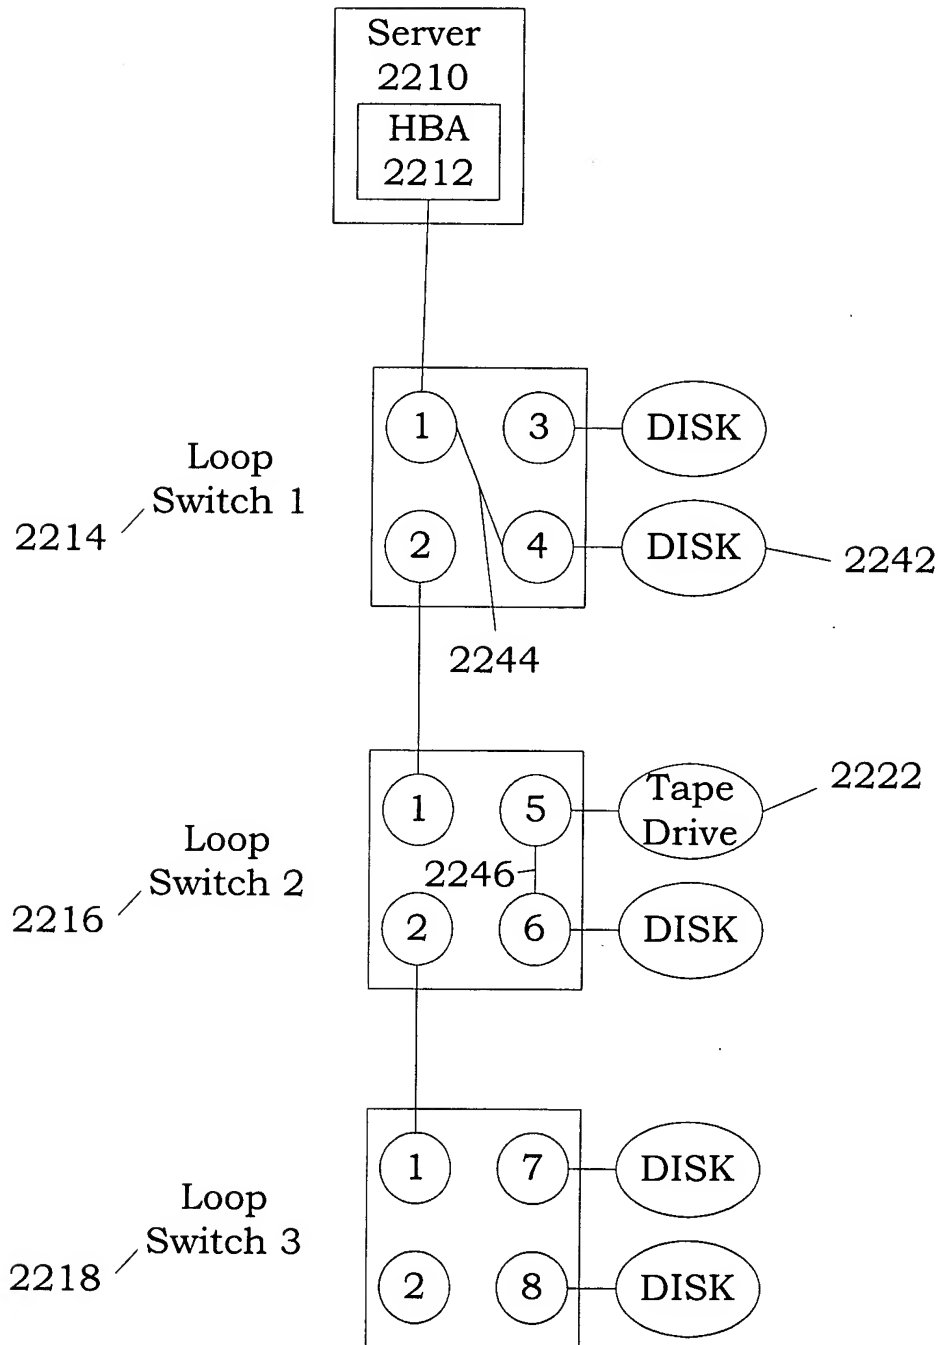 Server
2210
HBA
2212
1
3
DISK
Loop
Switch 1
2214
2
4
DISK
2242
2244
1
5
Tape
Drive
2222
Loop
Switch 2
2216
2246
2
6
DISK
1
7
DISK
Loop
Switch 3
2218
2
8
DISK